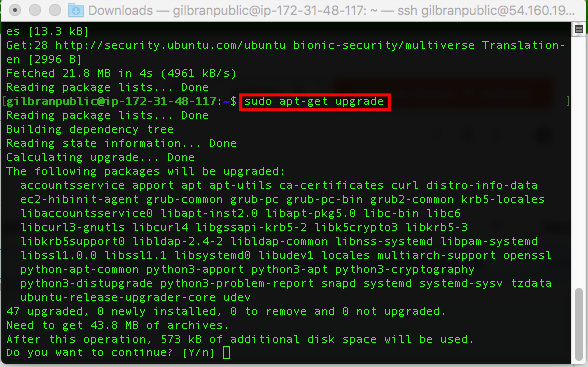 Downloads — gilbranpublic@ip-172-31-48-117: ~ — ssh gilbranpublic@54.160.19...
es [13.3 kB]
Get:28 http://security.ubuntu.com/ubuntu bionic-security/multiverse Translation-
en [2996 B]
Fetched 21.8 MB in 4s (4961 kB/s)
Reading package lists... Done
[gilbranpublic@ip-172-31-48-117:~$ sudo apt-get upgrade ]
Reading package lists... Done
Building dependency tree
Reading state information... Done
Calculating upgrade... Done
The following packages will be upgraded:
accountsservice apport apt apt-utils ca-certificates curl distro-info-data
ec2-hibinit-agent grub-common grub-pc grub-pc-bin grub2-common krb5-locales
libaccountsservice0 libapt-inst2.0 libapt-pkg5.0 libc-bin libc6
libcurl3-gnutls libcurl4 libgssapi-krb5-2 libk5crypto3 libkrb5-3
libkrb5support0 libldap-2.4-2 libldap-common libnss-systemd libpam-systemd
libssl1.0.0 libssl1.1 libsystemd0 libudev1 locales multiarch-support openssl
python-apt-common python3-apport python3-apt python3-cryptography
python3-distupgrade python3-problem-report snapd systemd systemd-sysv tzdata
ubuntu-release-upgrader-core udev
47 upgraded, 0 newly installed, 0 to remove and 0 not upgraded.
Need to get 43.8 MB of archives.
After this operation, 573 kB of additional disk space will be used.
Do you want to continue? [Y/n]